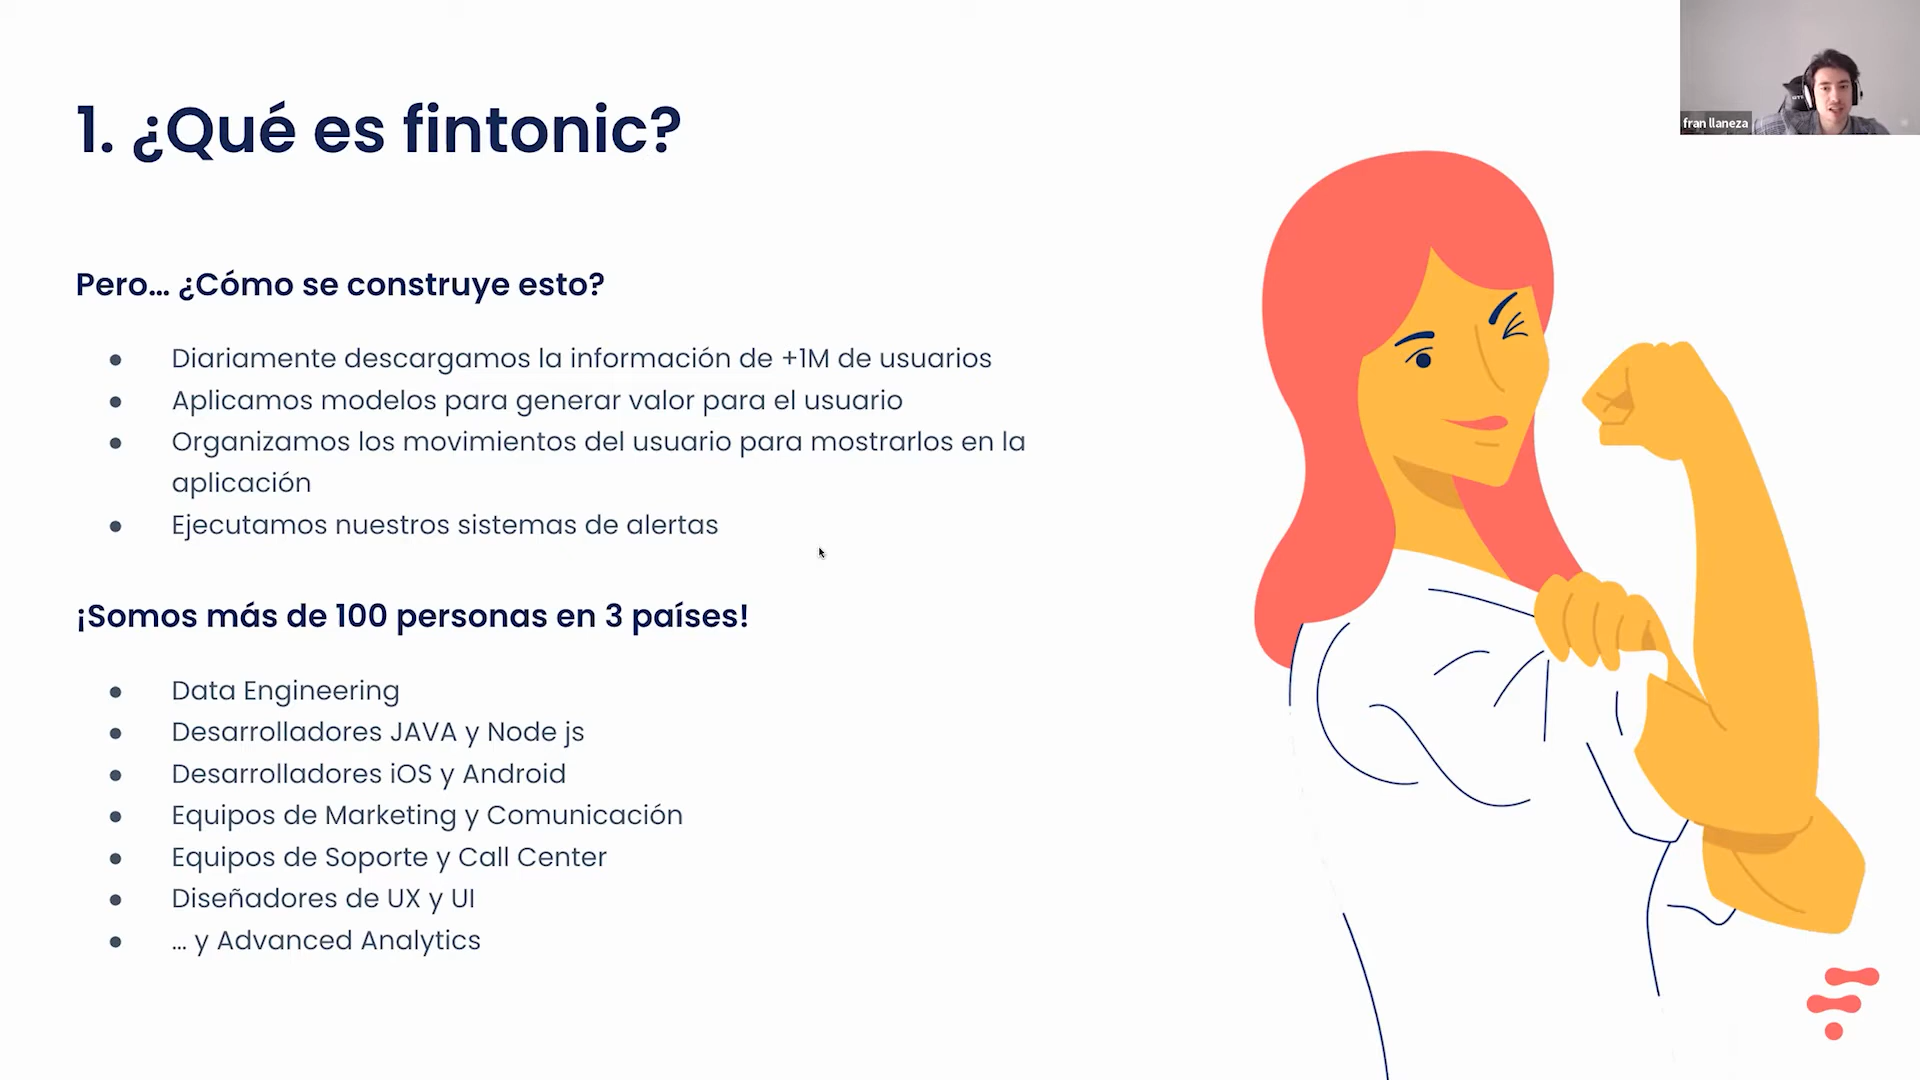 1. ¿Qué es fintonic?
fran llaneza
Pero... ¿Cómo se construye esto?
● Diariamente descargamos la información de +1M de usuarios
● Aplicamos modelos para generar valor para el usuario
● Organizamos los movimientos del usuario para mostrarlos en la
aplicación
● Ejecutamos nuestros sistemas de alertas
¡Somos más de 100 personas en 3 países!
● Data Engineering
● Desarrolladores JAVA y Node js
● Desarrolladores iOS y Android
● Equipos de Marketing y Comunicación
● Equipos de Soporte y Call Center
● Diseñadores de UX y UI
● ... y Advanced Analytics